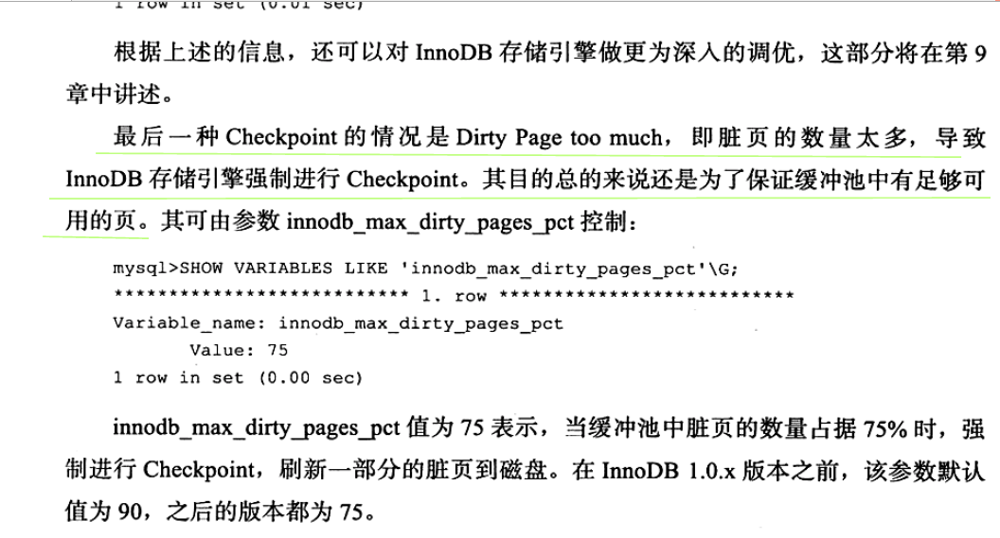 1 row in set (0.01 sec)
根据上述的信息，还可以对 InnoDB 存储引擎做更为深入的调优，这部分将在第 9
章中讲述。
最后一种 Checkpoint 的情况是 Dirty Page too much，即脏页的数量太多，导致
InnoDB 存储引擎强制进行 Checkpoint。其目的总的来说还是为了保证缓冲池中有足够可
用的页。其可由参数 innodb_max_dirty_pages_pct 控制：
mysql>SHOW VARIABLES LIKE 'innodb_max_dirty_pages_pct'\G;
*************************** 1. row ***************************
Variable_name: innodb_max_dirty_pages_pct
Value: 75
1 row in set (0.00 sec)
innodb_max_dirty_pages_pct 值为 75 表示，当缓冲池中脏页的数量占据 75% 时，强
制进行 Checkpoint，刷新一部分的脏页到磁盘。在 InnoDB 1.0.x 版本之前，该参数默认
值为 90，之后的版本都为 75。